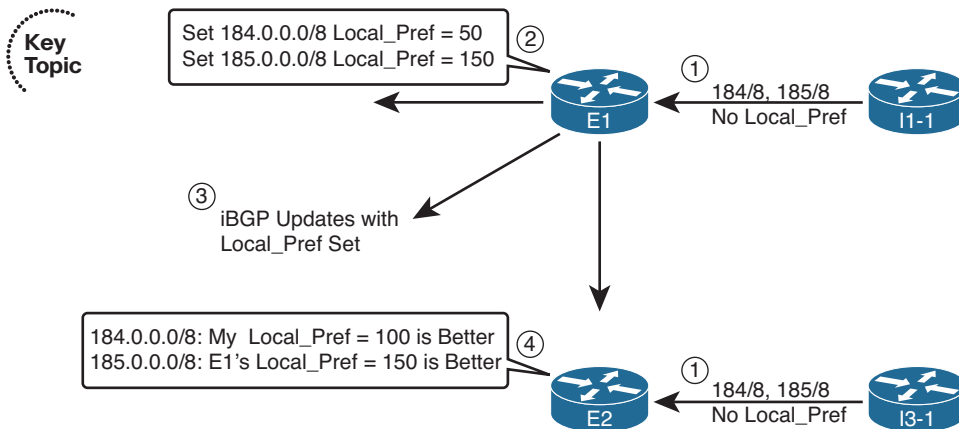 Key
Topic
Set 184.0.0.0/8 Local_Pref = 50
Set 185.0.0.0/8 Local_Pref = 150
②
①
184/8, 185/8
No Local_Pref
E1
I1-1
③
iBGP Updates with
Local_Pref Set
184.0.0.0/8: My Local_Pref = 100 is Better
185.0.0.0/8: E1's Local_Pref = 150 is Better
④
①
184/8, 185/8
No Local_Pref
E2
I3-1